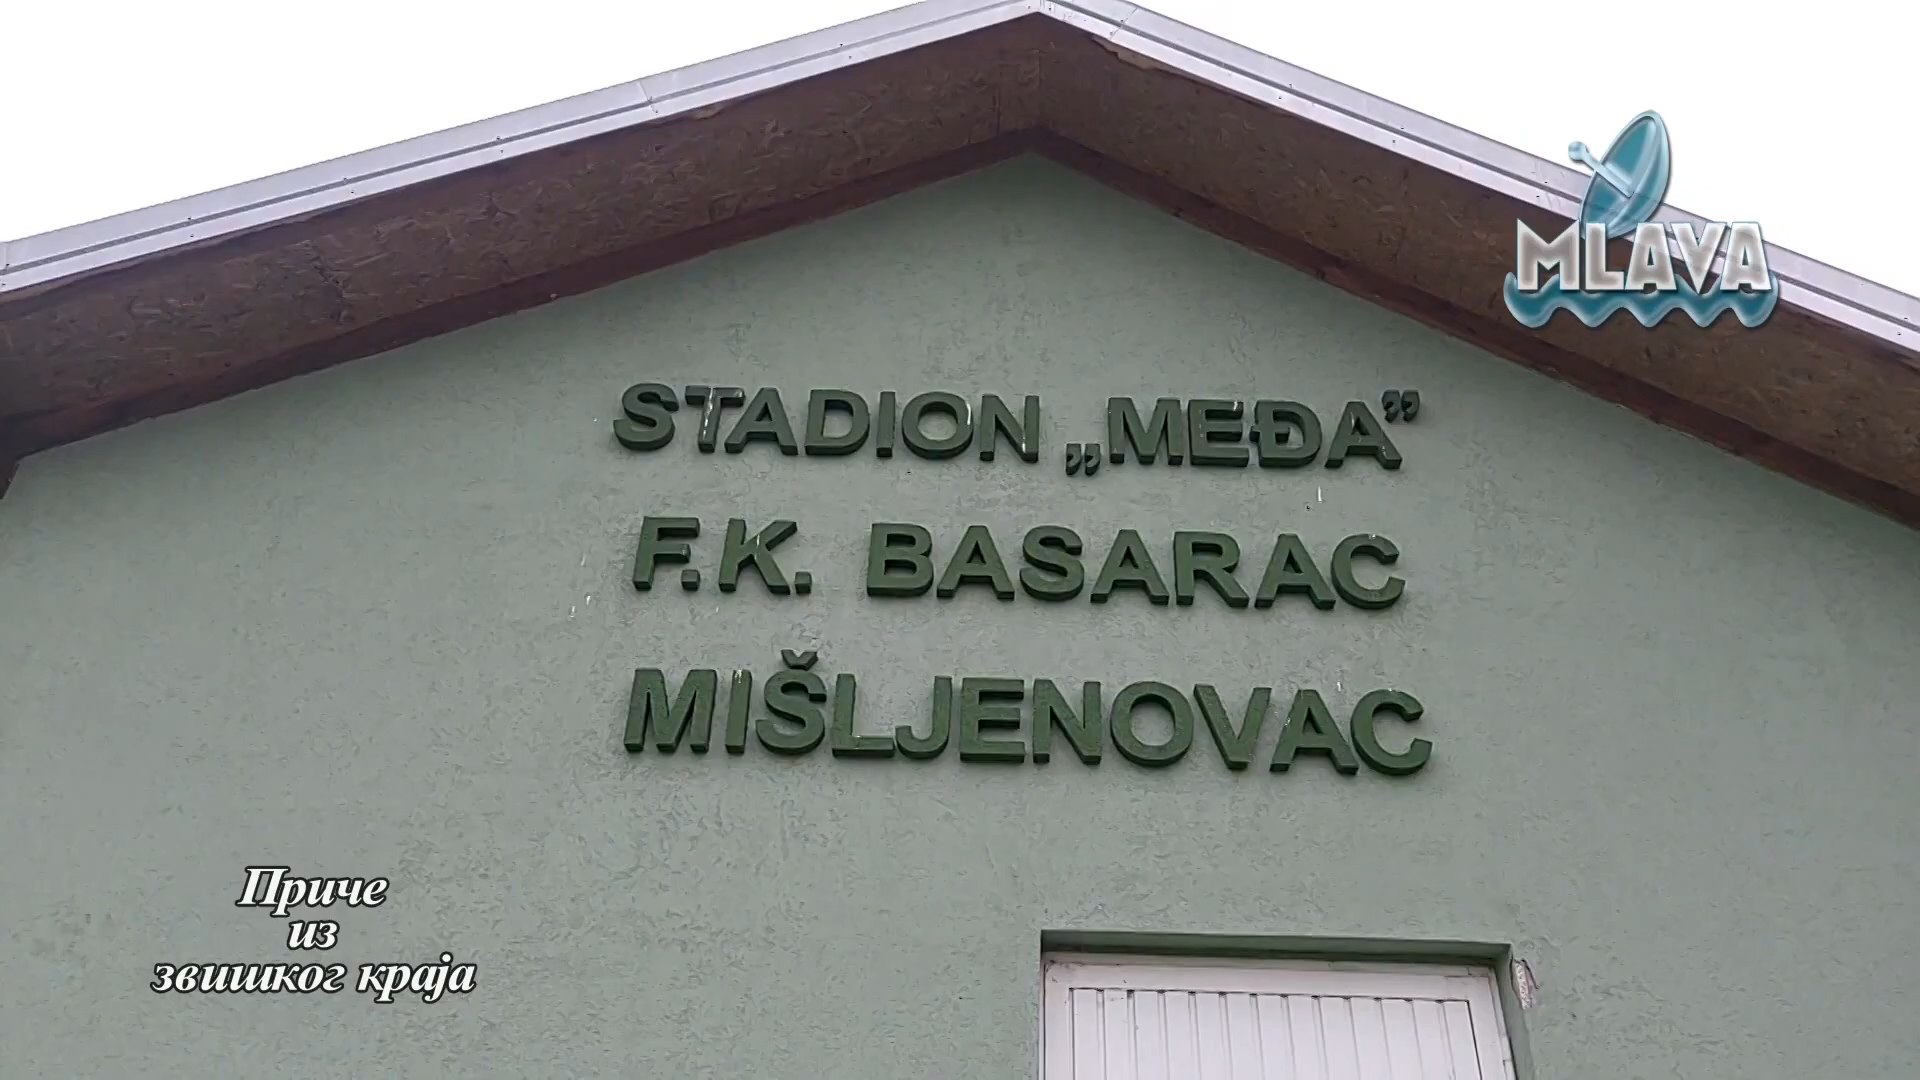 MLAVA
STADION „MEĐA”
F.K. BASARAC
MIŠLJENOVAC
Приче
из
звишког краја